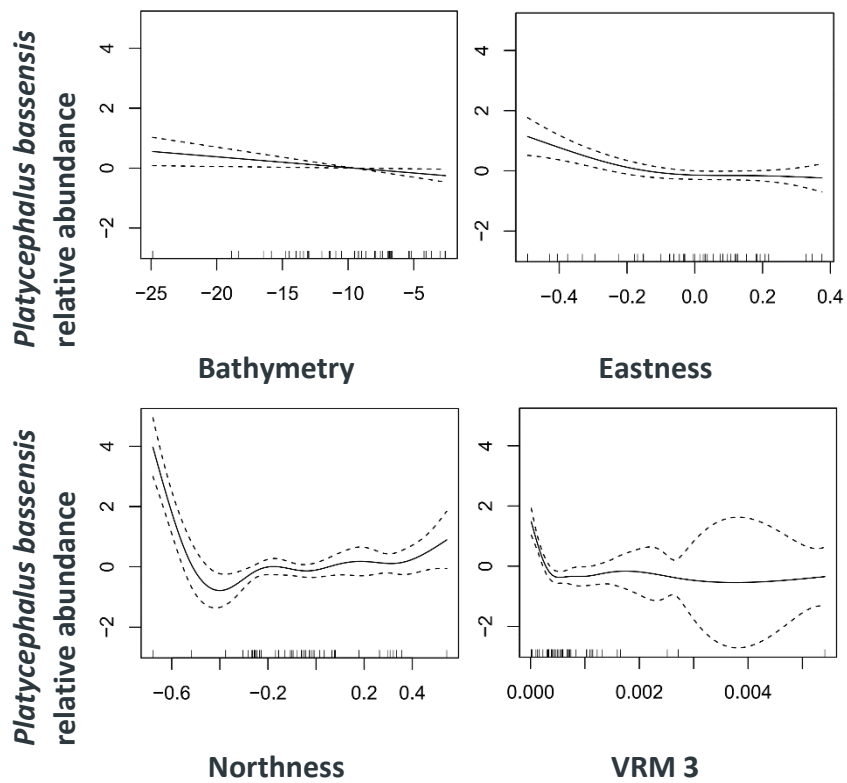 Platycephalus bassensis
relative abundance
4
2
0
−2
−25 −20 −15 −10 −5
Bathymetry
4
2
0
−2
−0.4 −0.2 0.0 0.2 0.4
Eastness
Platycephalus bassensis
relative abundance
4
2
0
−2
−0.6 −0.2 0.2 0.4
Northness
4
2
0
−2
0.000 0.002 0.004
VRM 3